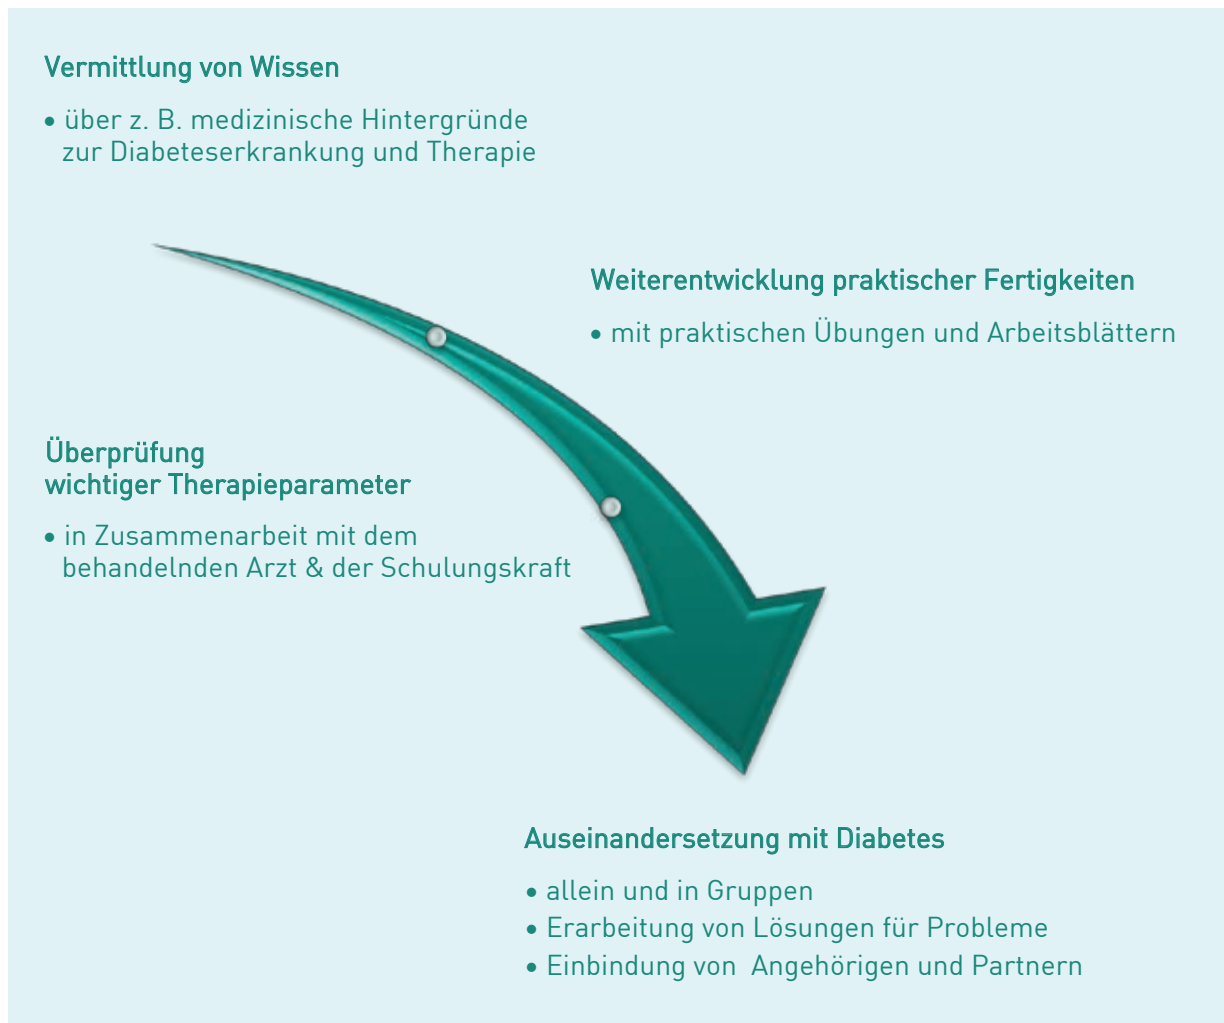 Vermittlung von Wissen
• über z. B. medizinische Hintergründe
zur Diabeteserkrankung und Therapie
Weiterentwicklung praktischer Fertigkeiten
• mit praktischen Übungen und Arbeitsblättern
Überprüfung
wichtiger Therapieparameter
• in Zusammenarbeit mit dem
behandelnden Arzt & der Schulungskraft
Auseinandersetzung mit Diabetes
• allein und in Gruppen
• Erarbeitung von Lösungen für Probleme
• Einbindung von  Angehörigen und Partnern